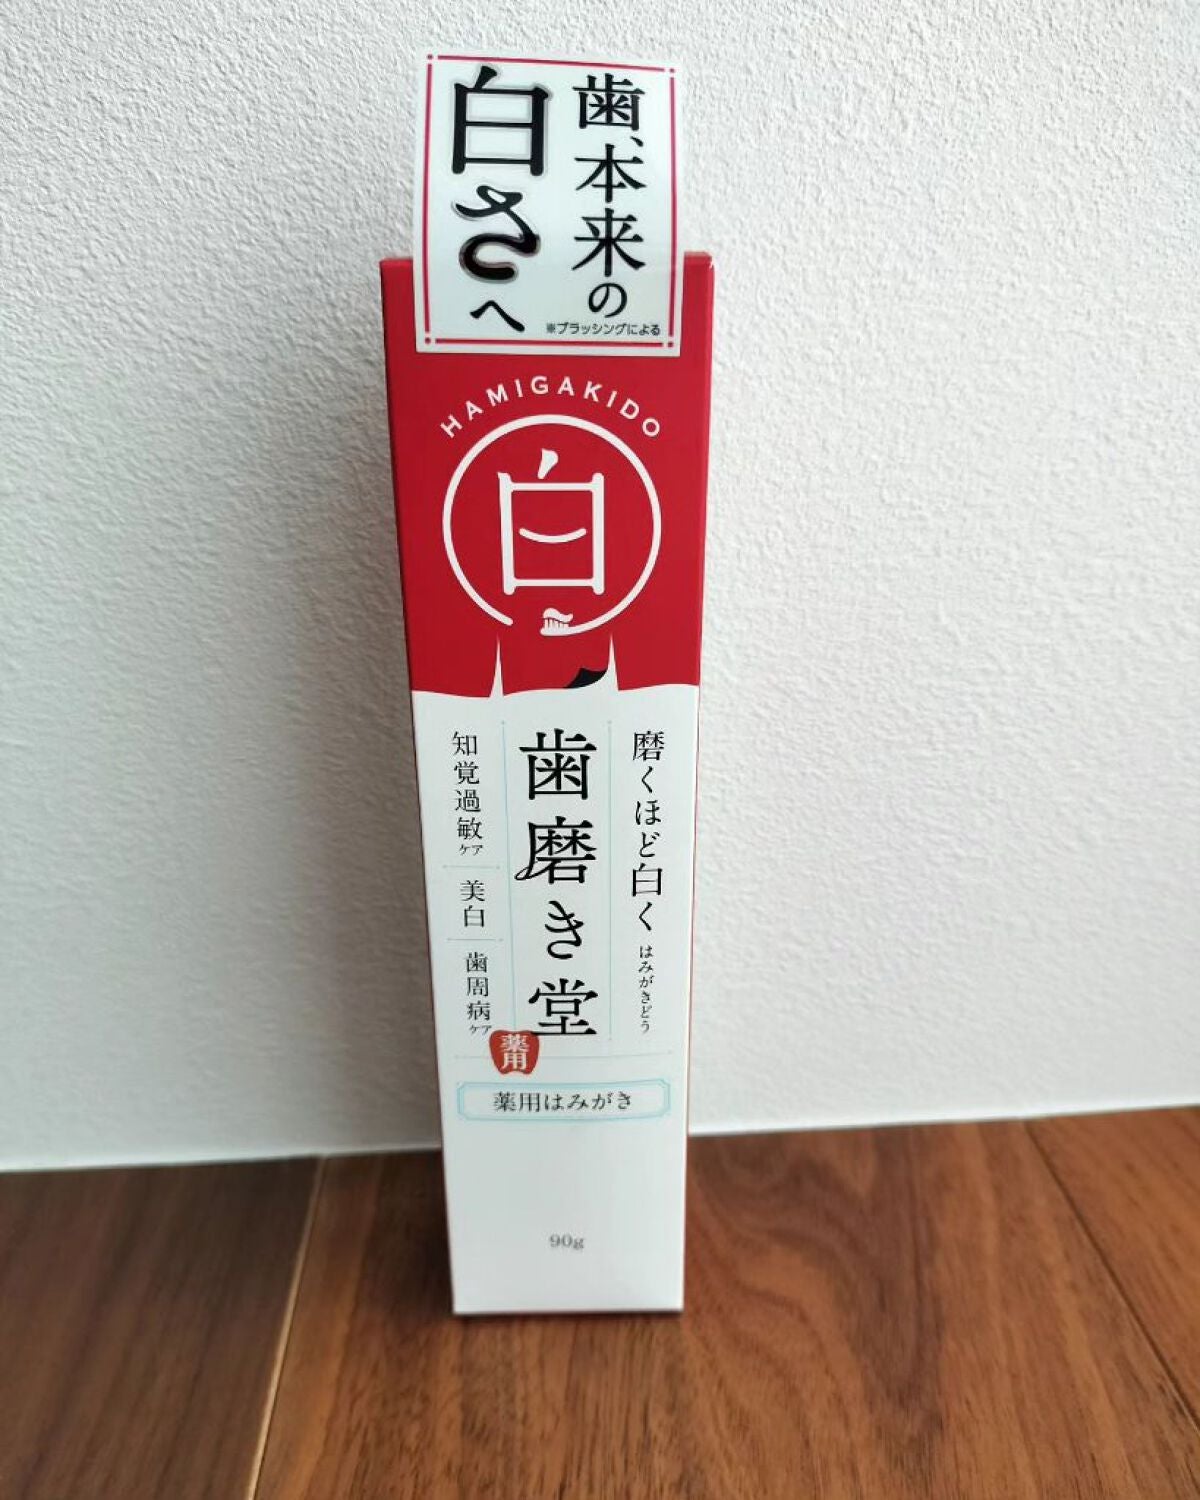 歯、本来の
白さへ
※ブラッシングによる
HAMIGAKIDO
白
磨くほど白く
はみがきどう
歯磨き堂
薬用
知覚過敏ケア
美白
歯周病ケア
薬用はみがき
90g